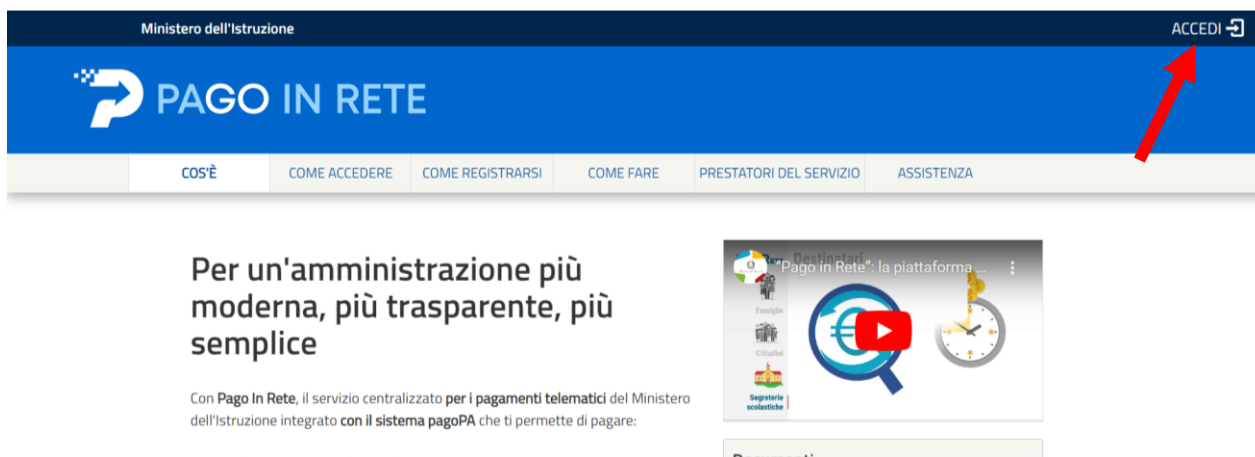 Ministero dell'Istruzione
ACCEDI
PAGO IN RETE
COS'È
COME ACCEDERE
COME REGISTRARSI
COME FARE
PRESTATORI DEL SERVIZIO
ASSISTENZA
Per un'amministrazione più
moderna, più trasparente, più
semplice
Con Pago In Rete, il servizio centralizzato per i pagamenti telematici del Ministero
dell'Istruzione integrato con il sistema pagoPA che ti permette di pagare:
Destinatari
"Pago in Rete": la piattaforma ...
Famiglie
Cittadini
Segreterie
scolastiche
Documenti